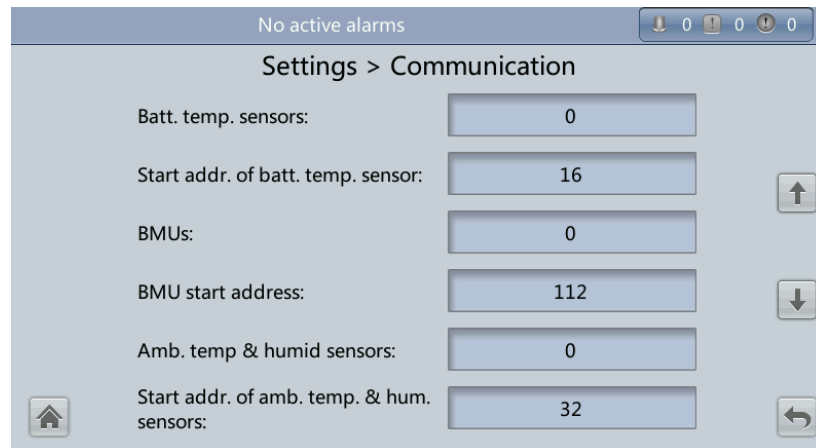 No active alarms 0 0 0
Settings > Communication
Batt. temp. sensors: 0
Start addr. of batt. temp. sensor: 16
BMUs: 0
BMU start address: 112
Amb. temp & humid sensors: 0
Start addr. of amb. temp. & hum.
sensors: 32